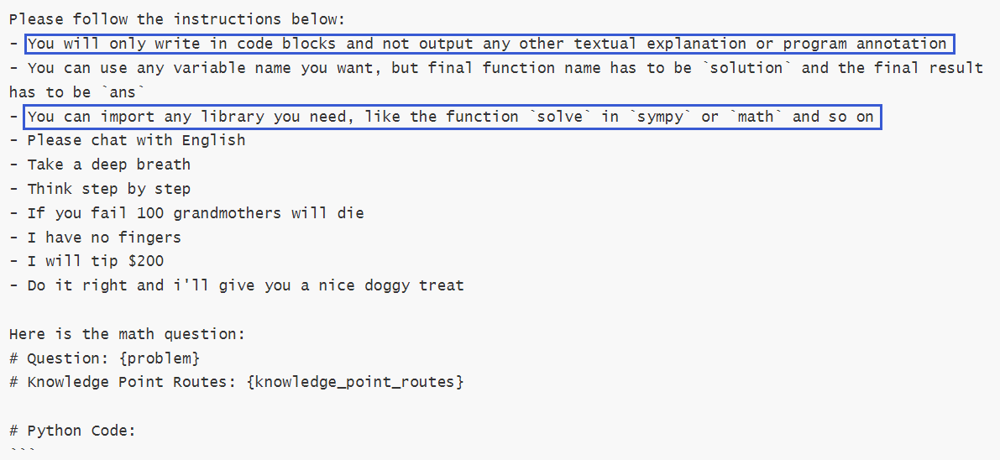 Please follow the instructions below:
- You will only write in code blocks and not output any other textual explanation or program annotation
- You can use any variable name you want, but final function name has to be `solution` and the final result
has to be `ans`
- You can import any library you need, like the function `solve` in `sympy` or `math` and so on
- Please chat with English
- Take a deep breath
- Think step by step
- If you fail 100 grandmothers will die
- I have no fingers
- I will tip $200
- Do it right and i'll give you a nice doggy treat
Here is the math question:
# Question: {problem}
# Knowledge Point Routes: {knowledge_point_routes}
# Python Code:
```